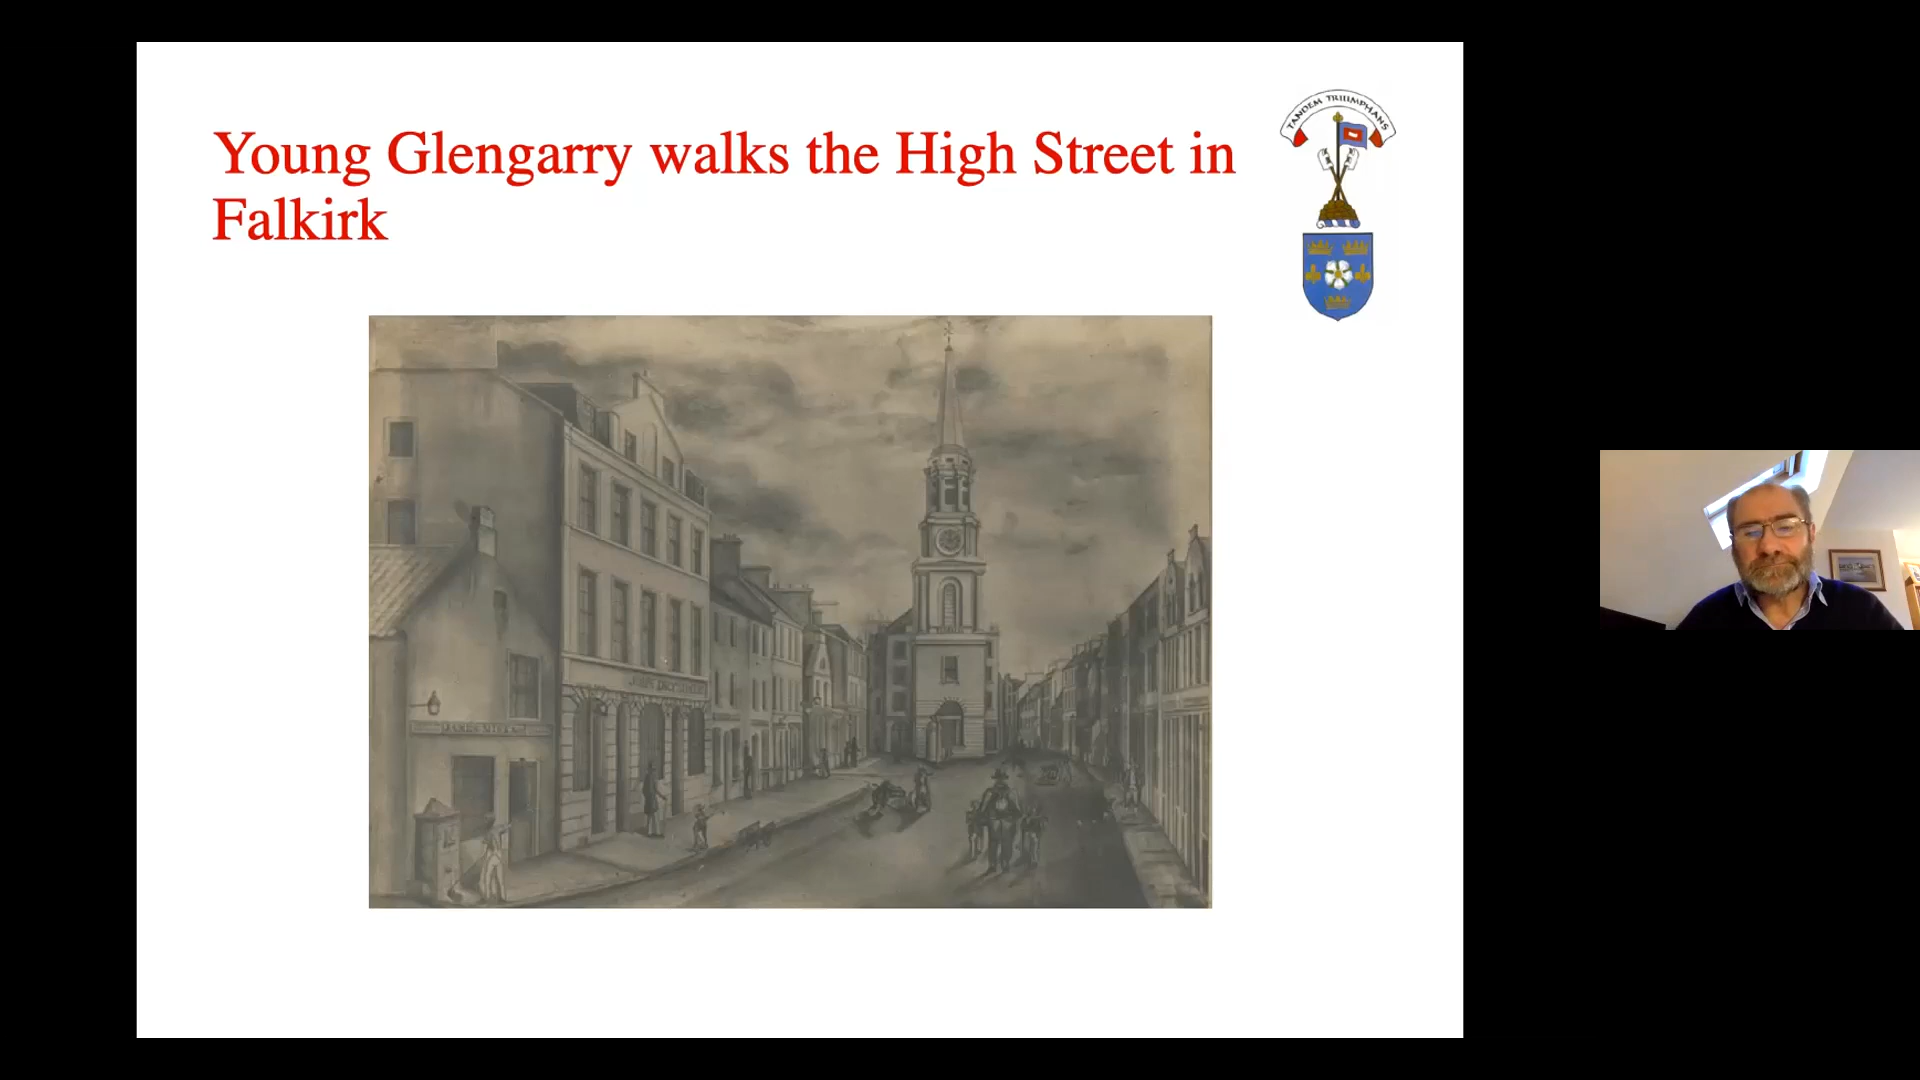 Young Glengarry walks the High Street in
Falkirk
TANDEM TRIUMPHANS